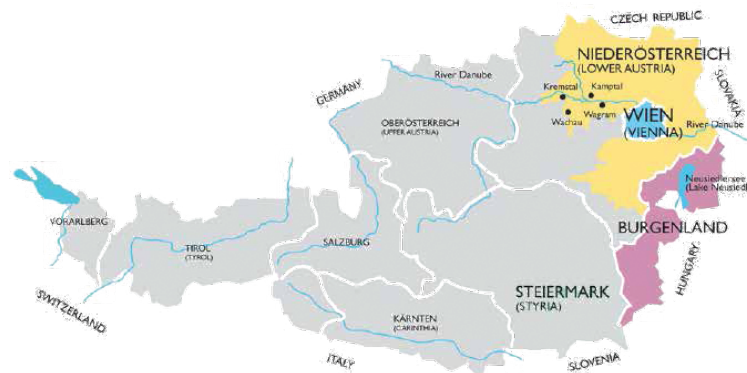 CZECH REPUBLIC
NIEDERÖSTERREICH
(LOWER AUSTRIA)
River Danube
GERMANY
SLOVAKIA
Kremstal
Kamptal
Wagram
Wachau
WIEN
(VIENNA)
River Danube
OBERÖSTERREICH
(UPPER AUSTRIA)
Neusiedlersee
(Lake Neusiedl)
VORARLBERG
TIROL
(TYROL)
SALZBURG
BURGENLAND
HUNGARY
STEIERMARK
(STYRIA)
SWITZERLAND
KÄRNTEN
(CARINTHIA)
ITALY
SLOVENIA